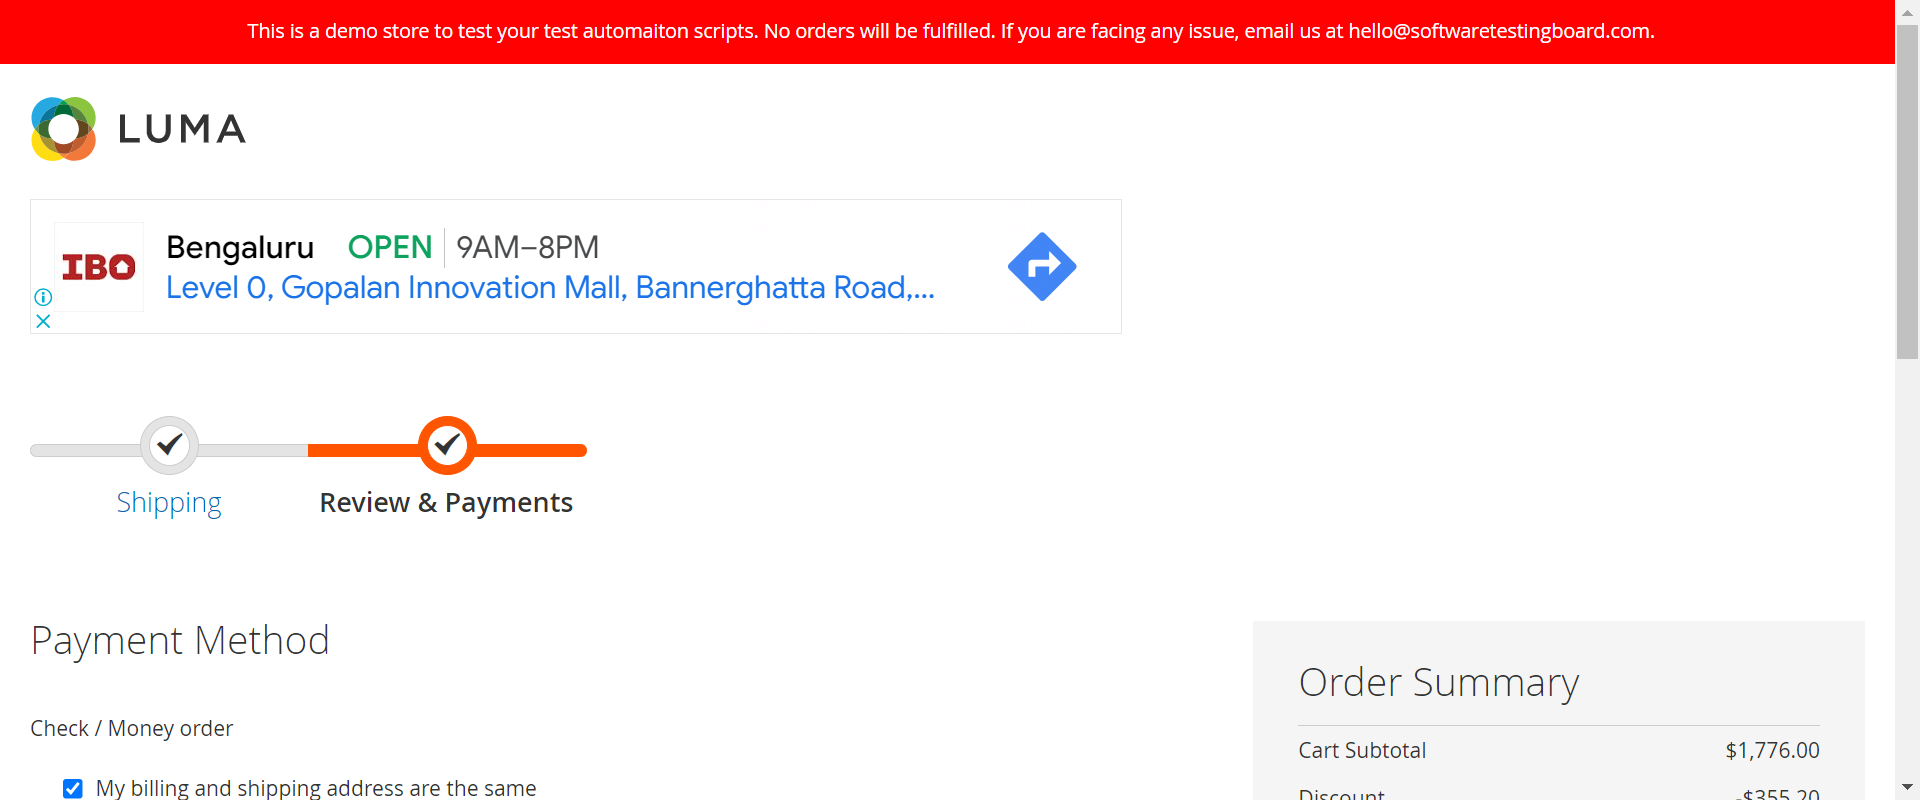 This is a demo store to test your test automaiton scripts. No orders will be fulfilled. If you are facing any issue, email us at hello@softwaretestingboard.com.
LUMA
IBO
Bengaluru OPEN 9AM–8PM
Level 0, Gopalan Innovation Mall, Bannerghatta Road,...
Shipping
Review & Payments
Payment Method
Check / Money order
My billing and shipping address are the same
Order Summary
Cart Subtotal $1,776.00
Discount -$355.20